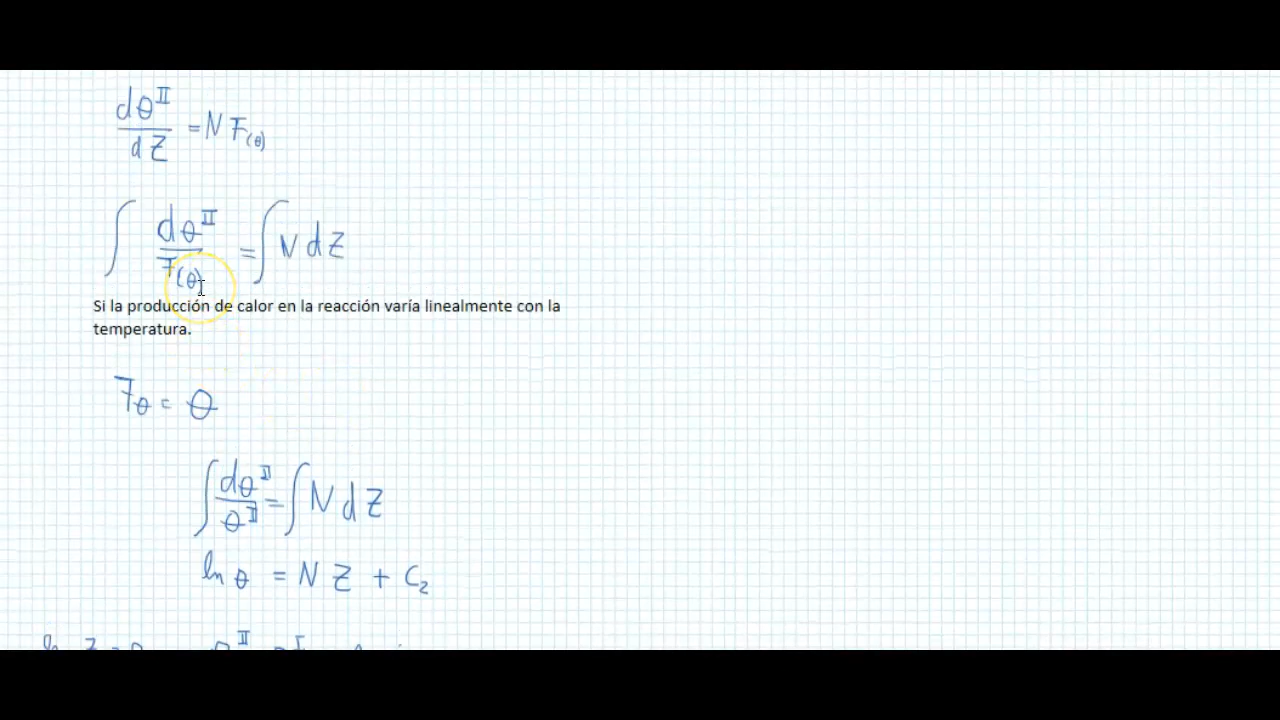 dθ^II / dZ = N F(θ)
∫ dθ^II / F(θ) = ∫ N dZ
Si la producción de calor en la reacción varía linealmente con la
temperatura.
Fθ = θ
∫ dθ^II / θ^II = ∫ N dZ
ln θ = N Z + C₂